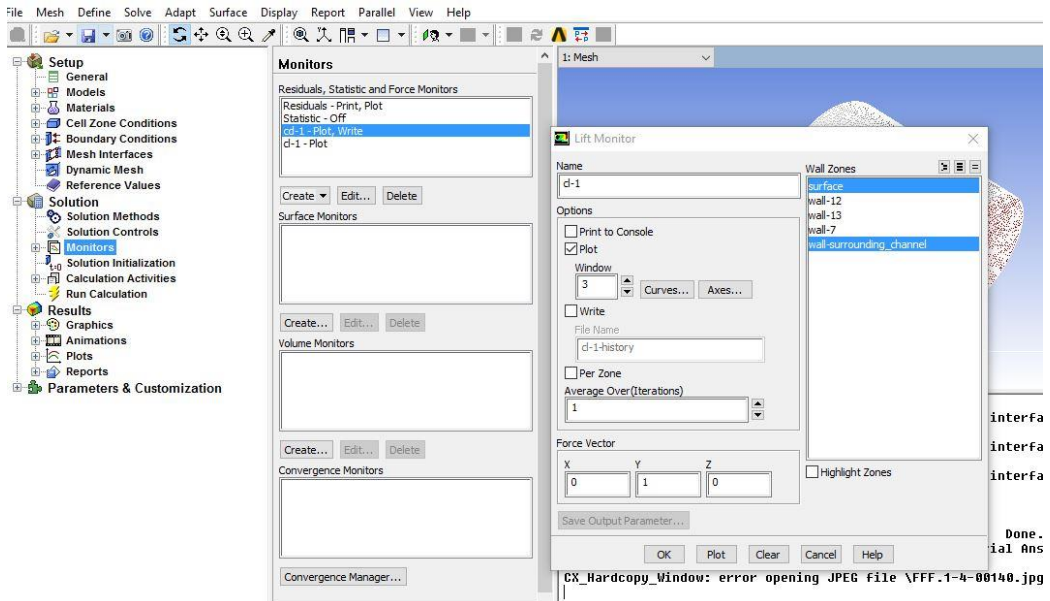 File Mesh Define Solve Adapt Surface Display Report Parallel View Help
Setup
General
Models
Materials
Cell Zone Conditions
Boundary Conditions
Mesh Interfaces
Dynamic Mesh
Reference Values
Solution
Solution Methods
Solution Controls
Monitors
Solution Initialization
Calculation Activities
Run Calculation
Results
Graphics
Animations
Plots
Reports
Parameters & Customization
Monitors
Residuals, Statistic and Force Monitors
Residuals - Print, Plot
Statistic - Off
cd-1 - Plot, Write
cl-1 - Plot
Create Edit... Delete
Surface Monitors
Create... Edit... Delete
Volume Monitors
Create... Edit... Delete
Convergence Monitors
Convergence Manager...
1: Mesh
Lift Monitor
Name
cl-1
Options
Print to Console
Plot
Window
3 Curves... Axes...
Write
File Name
cl-1-history
Per Zone
Average Over(Iterations)
1
Force Vector
X Y Z
0 1 0
Save Output Parameter...
Wall Zones
surface
wall-12
wall-13
wall-7
wall-surrounding_channel
Highlight Zones
OK Plot Clear Cancel Help
interfa
interfa
interfa
Done.
ial Ans
CX_Hardcopy_Window: error opening JPEG file \FFF.1-4-00140.jpg